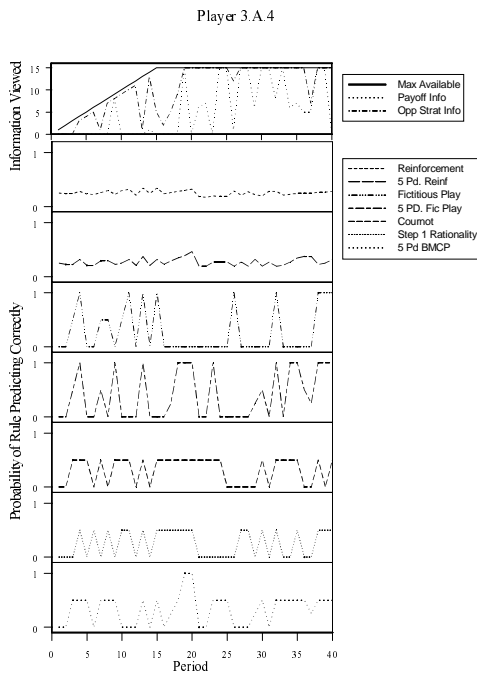 Player 3.A.4
Information Viewed
15
10
5
0
Max Available
Payoff Info
Opp Strat Info
Probability of Rule Predicting Correctly
1
0
1
0
1
0
1
0
1
0
1
0
1
0
Reinforcement
5 Pd. Reinf
Fictitious Play
5 PD. Fic Play
Cournot
Step 1 Rationality
5 Pd BMCP
0 5 10 15 20 25 30 35 40
Period